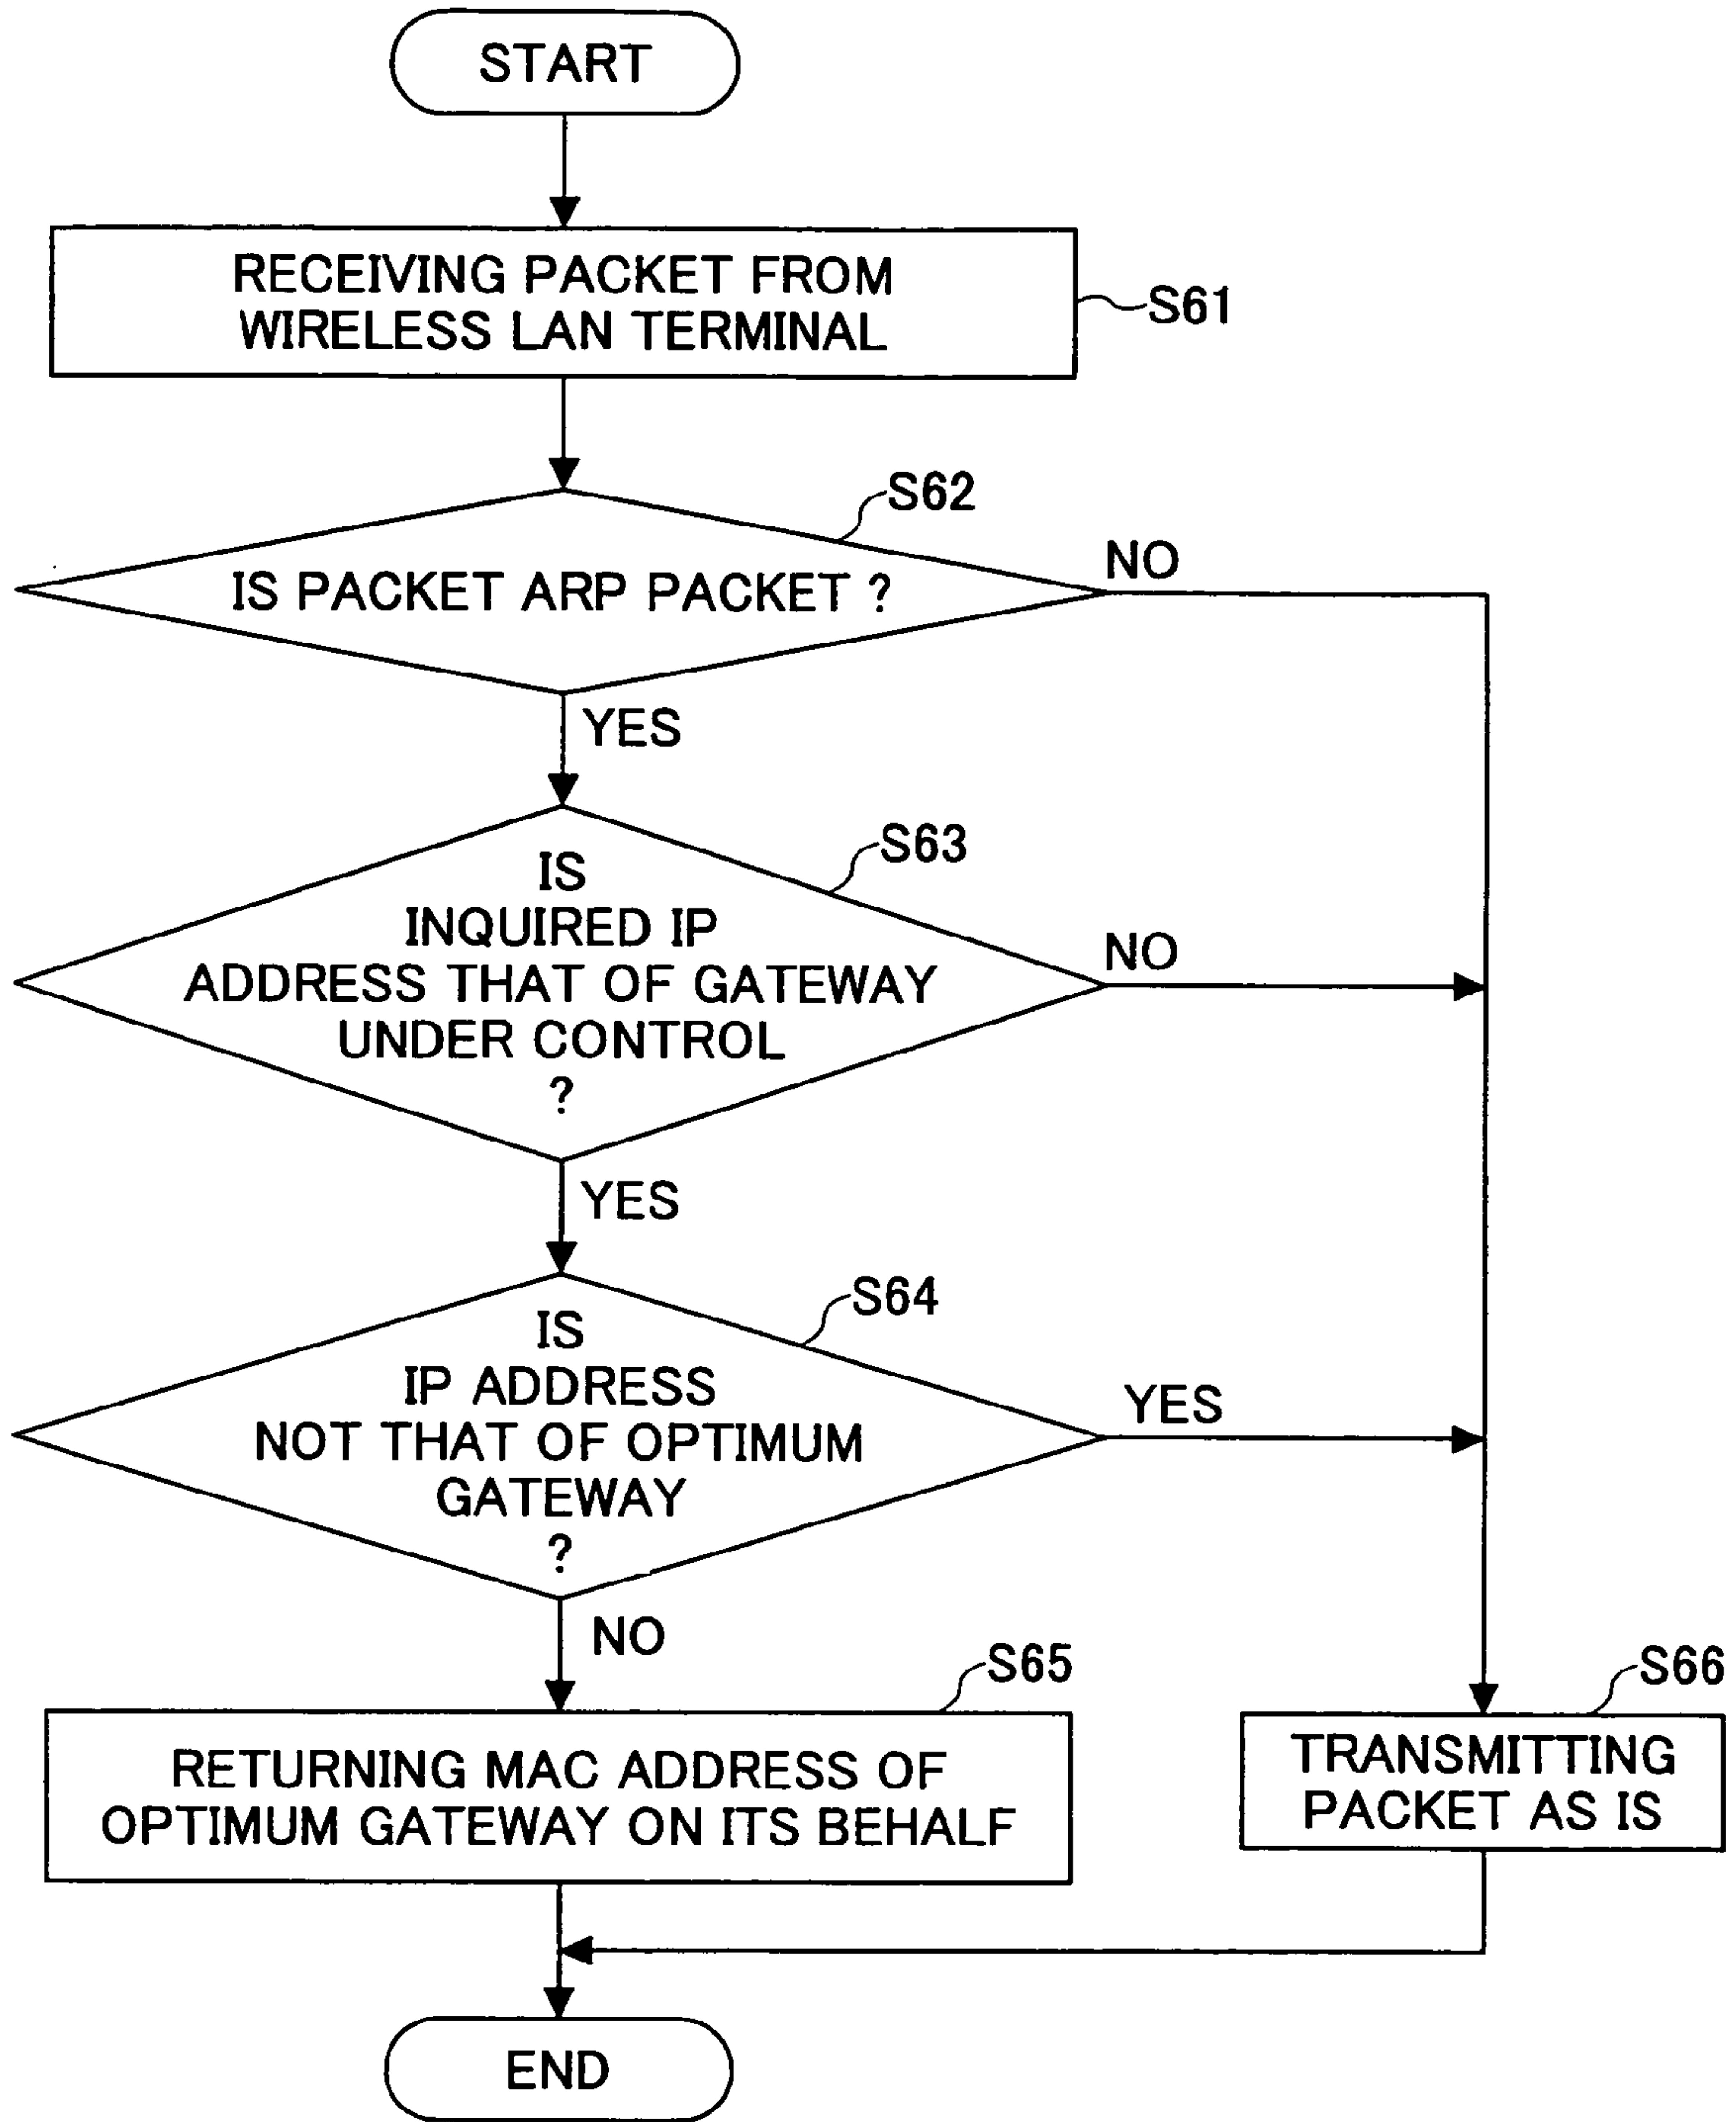 START
RECEIVING PACKET FROM
WIRELESS LAN TERMINAL
S61
S62
IS PACKET ARP PACKET ?
NO
YES
S63
IS
INQUIRED IP
ADDRESS THAT OF GATEWAY
UNDER CONTROL
?
NO
YES
S64
IS
IP ADDRESS
NOT THAT OF OPTIMUM
GATEWAY
?
YES
NO
S65
RETURNING MAC ADDRESS OF
OPTIMUM GATEWAY ON ITS BEHALF
S66
TRANSMITTING
PACKET AS IS
END